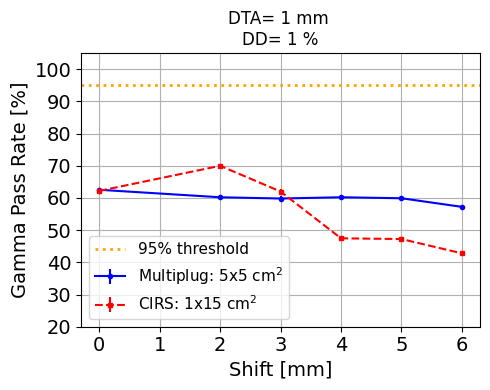 DTA= 1 mm
DD= 1 %
Gamma Pass Rate [%]
100
90
80
70
60
50
40
30
20
95% threshold
Multiplug: 5x5 cm²
CIRS: 1x15 cm²
0 1 2 3 4 5 6
Shift [mm]